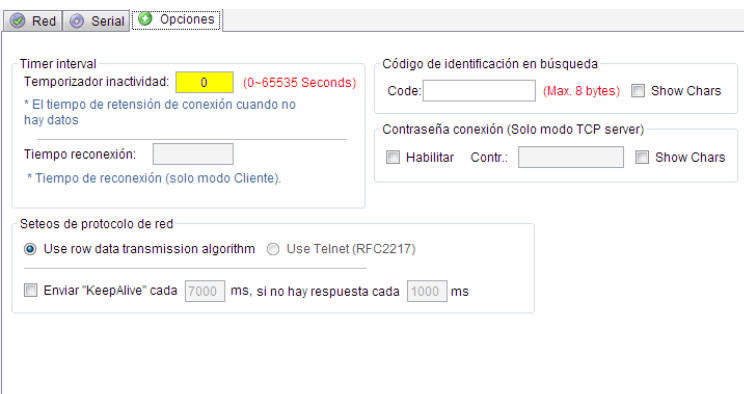 Red Serial Opciones
Timer interval
Temporizador inactividad: 0 (0~65535 Seconds)
* El tiempo de retensión de conexión cuando no
hay datos
Tiempo reconexión:
* Tiempo de reconexión (solo modo Cliente).
Código de identificación en búsqueda
Code: (Max. 8 bytes) Show Chars
Contraseña conexión (Solo modo TCP server)
Habilitar Contr.: Show Chars
Seteos de protocolo de red
Use row data transmission algorithm Use Telnet (RFC2217)
Enviar "KeepAlive" cada 7000 ms, si no hay respuesta cada 1000 ms